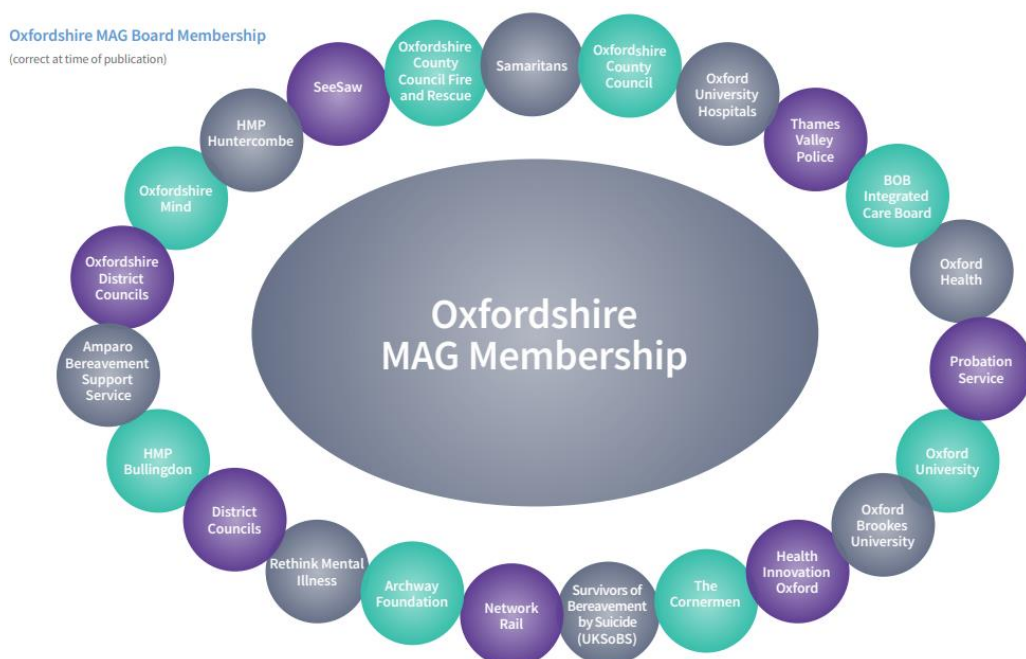 Oxfordshire MAG Board Membership
(correct at time of publication)
Samaritans
Oxfordshire
County
Council
Oxford
University
Hospitals
Thames
Valley
Police
BOB
Integrated
Care Board
Oxford
Health
Probation
Service
Oxford
University
Oxford
Brookes
University
Health
Innovation
Oxford
The
Cornermen
Survivors of
Bereavement
by Suicide
(UKSoBS)
Network
Rail
Archway
Foundation
Rethink Mental
Illness
District
Councils
HMP
Bullingdon
Amparo
Bereavement
Support
Service
Oxfordshire
District
Councils
Oxfordshire
Mind
HMP
Huntercombe
SeeSaw
Oxfordshire
County
Council Fire
and Rescue
Oxfordshire
MAG Membership